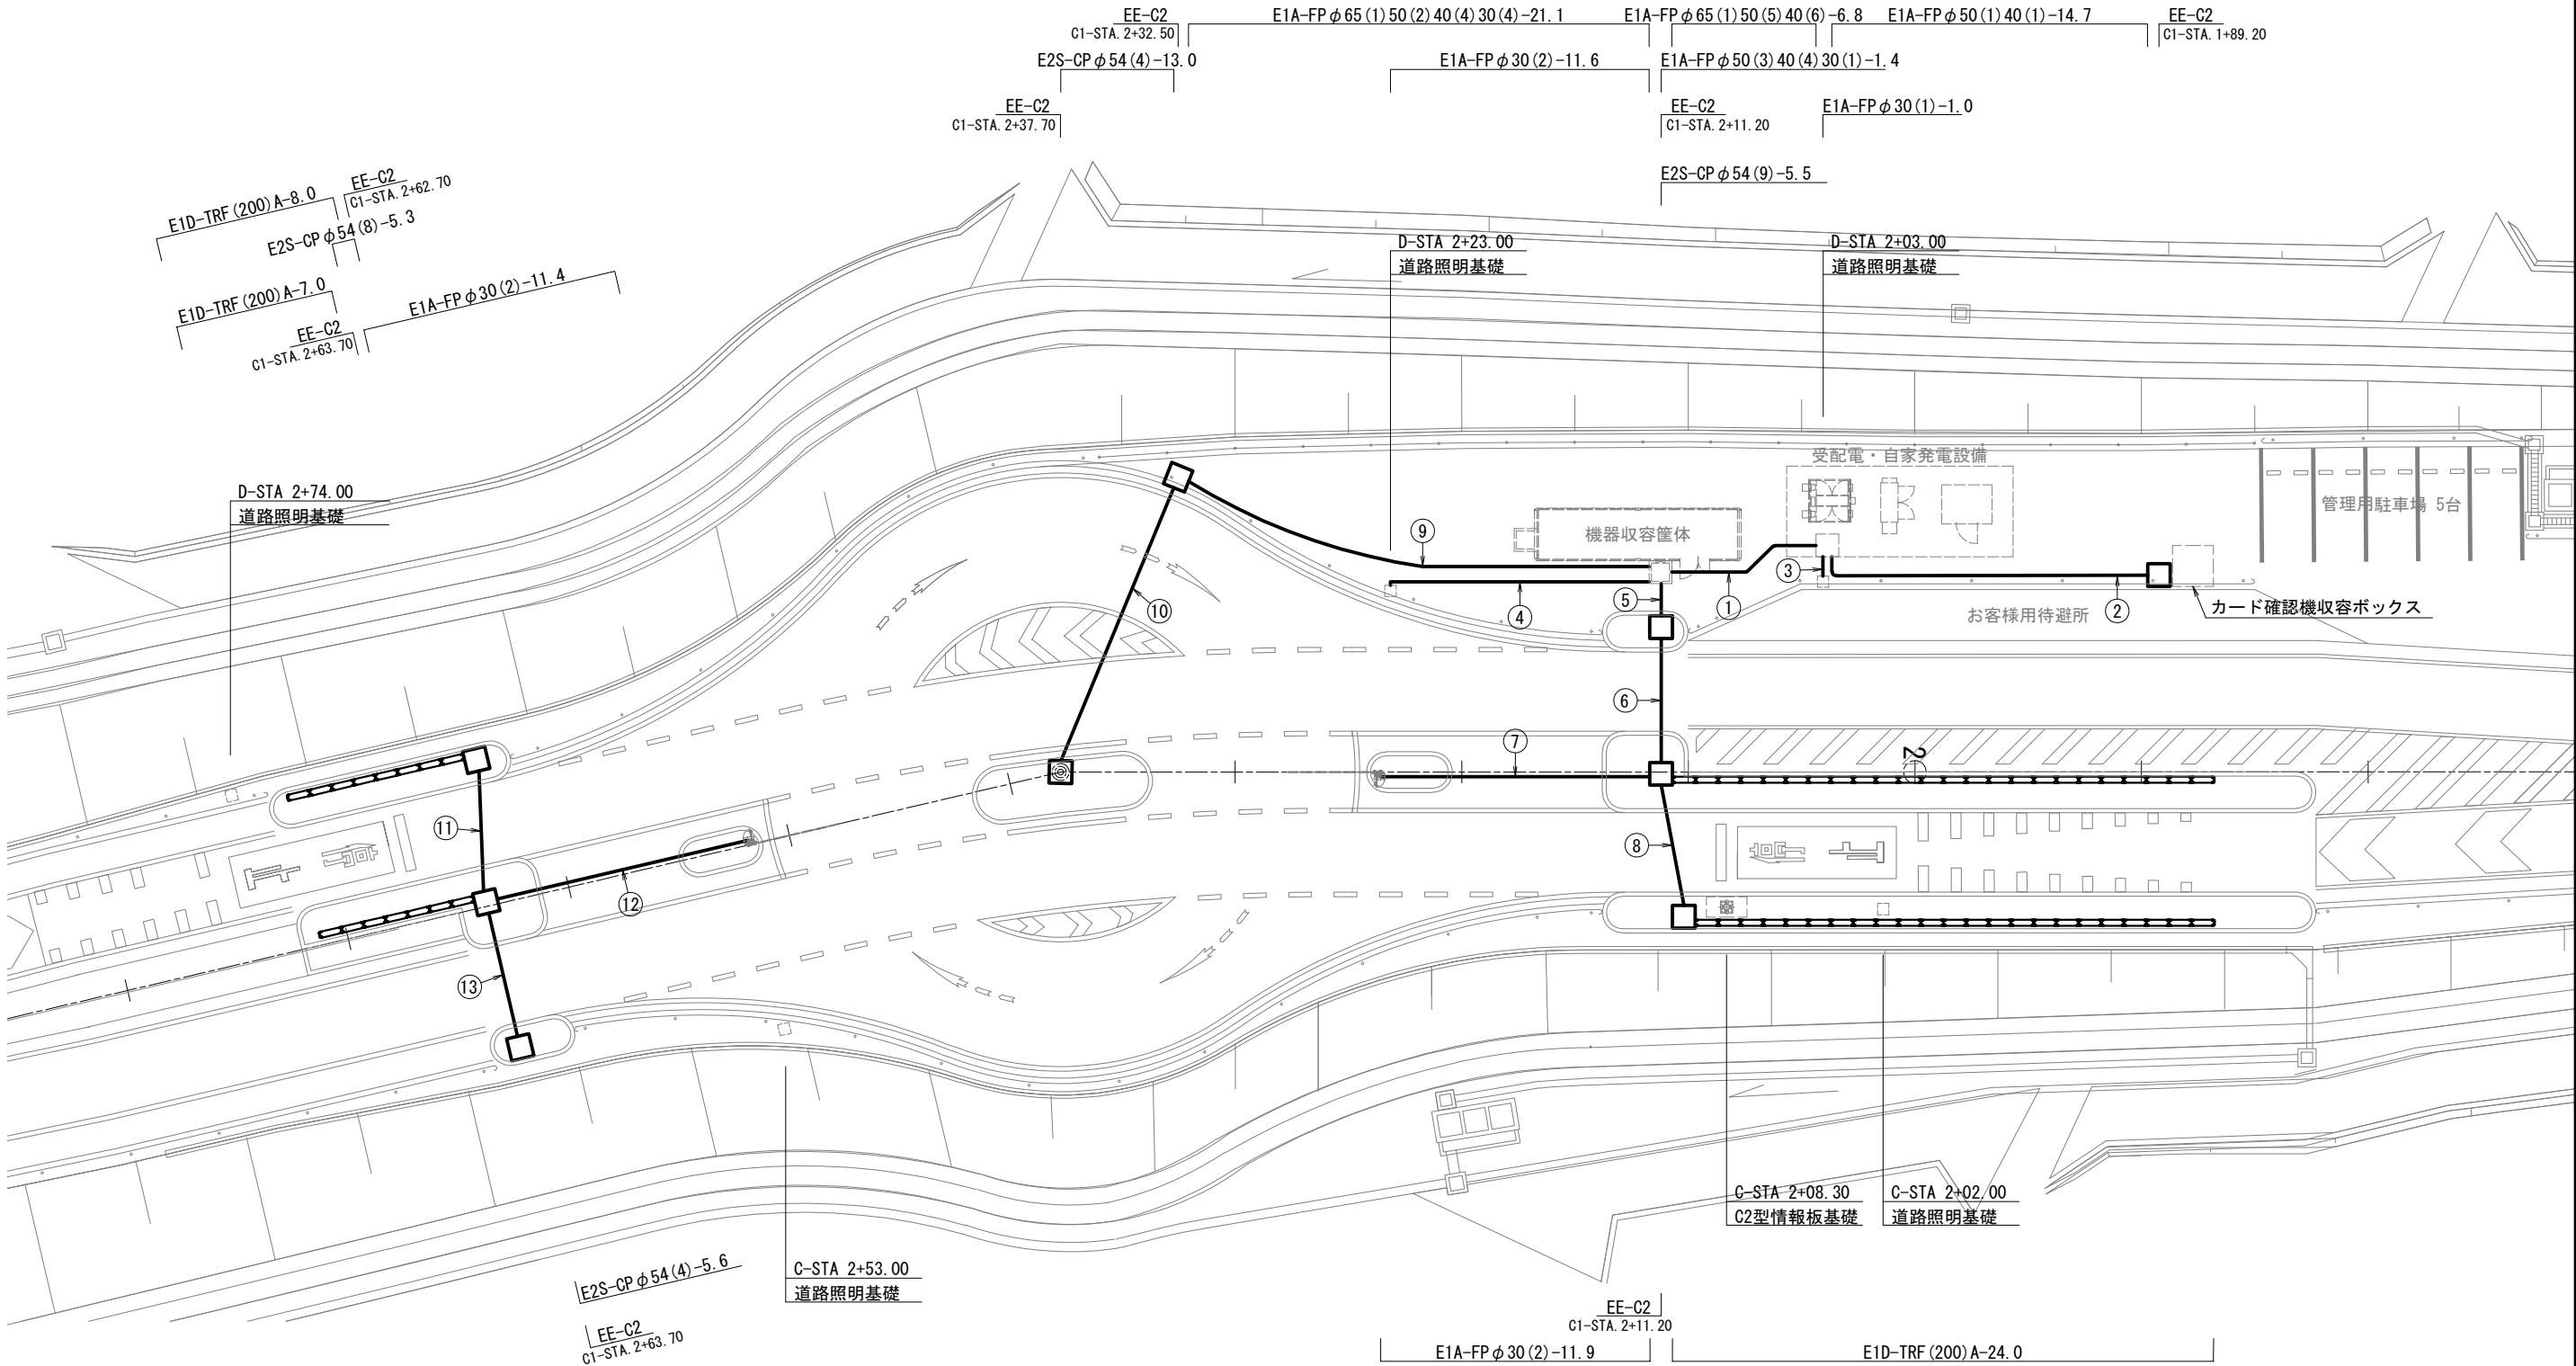 EE-C2
C1-STA. 2+32.50
E1A-FPφ65(1)50(2)40(4)30(4)-21.1
E1A-FPφ65(1)50(5)40(6)-6.8
E1A-FPφ50(1)40(1)-14.7
EE-C2
C1-STA. 1+89.20
E2S-CPφ54(4)-13.0
E1A-FPφ30(2)-11.6
E1A-FPφ50(3)40(4)30(1)-1.4
EE-C2
C1-STA. 2+37.70
EE-C2
C1-STA. 2+11.20
E1A-FPφ30(1)-1.0
E2S-CPφ54(9)-5.5
E1D-TRF(200)A-8.0
EE-C2
C1-STA. 2+62.70
E2S-CPφ54(8)-5.3
E1D-TRF(200)A-7.0
E1A-FPφ30(2)-11.4
EE-C2
C1-STA. 2+63.70
D-STA 2+23.00
道路照明基礎
D-STA 2+03.00
道路照明基礎
受配電・自家発電設備
D-STA 2+74.00
道路照明基礎
管理用駐車場 5台
機器収容筐体
⑨
③
⑩
④
⑤
①
②
カード確認機収容ボックス
お客様用待避所
⑥
⑦
2
⑪
⑧
⑫
⑬
C-STA 2+08.30
C2型情報板基礎
C-STA 2+02.00
道路照明基礎
E2S-CPφ54(4)-5.6
C-STA 2+53.00
道路照明基礎
EE-C2
C1-STA. 2+63.70
EE-C2
C1-STA. 2+11.20
E1A-FPφ30(2)-11.9
E1D-TRF(200)A-24.0